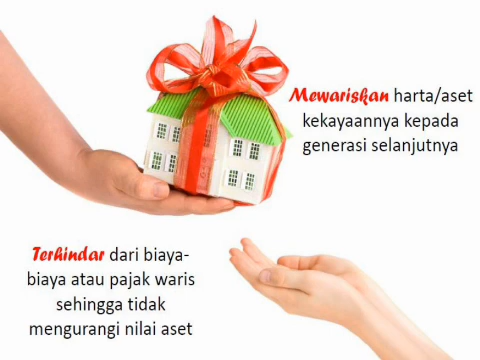 Mewariskan harta/aset
kekayaannya kepada
generasi selanjutnya
Terhindar dari biaya-
biaya atau pajak waris
sehingga tidak
mengurangi nilai aset